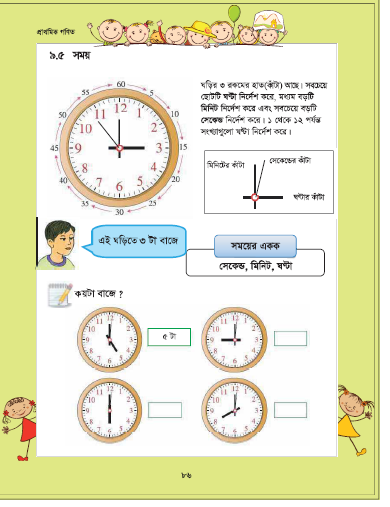 প্রাথমিক গণিত
৯.৫ সময়
ঘড়ির ৩ রকমের হাত(কাঁটা) আছে। সবচেয়ে
ছোটটি ঘণ্টা নির্দেশ করে, মধ্যম বড়টি
মিনিট নির্দেশ করে এবং সবচেয়ে বড়টি
সেকেন্ড নির্দেশ করে। ১ থেকে ১২ পর্যন্ত
সংখ্যাগুলো ঘণ্টা নির্দেশ করে।
60
55 5
50 10
45 15
40 20
35 25
30
12
11 1
10 2
9 3
8 4
7 5
6
মিনিটের কাঁটা
সেকেন্ডের কাঁটা
ঘণ্টার কাঁটা
এই ঘড়িতে ৩ টা বাজে
সময়ের একক
সেকেন্ড, মিনিট, ঘণ্টা
কয়টা বাজে ?
৫ টা
৮৬